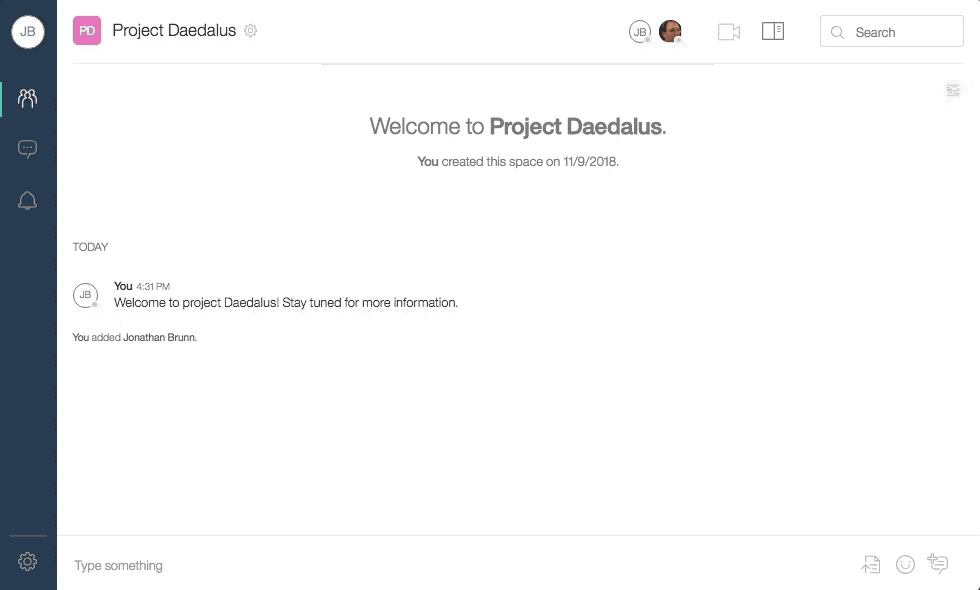 JB
PD Project Daedalus
JB
Search
Welcome to Project Daedalus.
You created this space on 11/9/2018.
TODAY
JB
You 4:31 PM
Welcome to project Daedalus! Stay tuned for more information.
You added Jonathan Brunn.
Type something